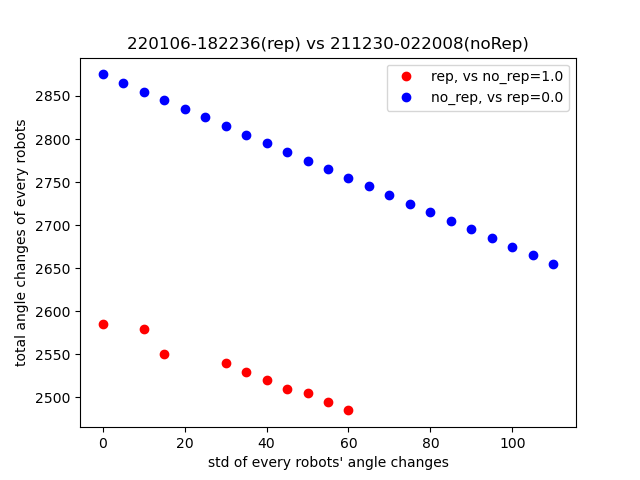 220106-182236(rep) vs 211230-022008(noRep)
rep, vs no_rep=1.0
no_rep, vs rep=0.0
total angle changes of every robots
2850
2800
2750
2700
2650
2600
2550
2500
0 20 40 60 80 100
std of every robots' angle changes